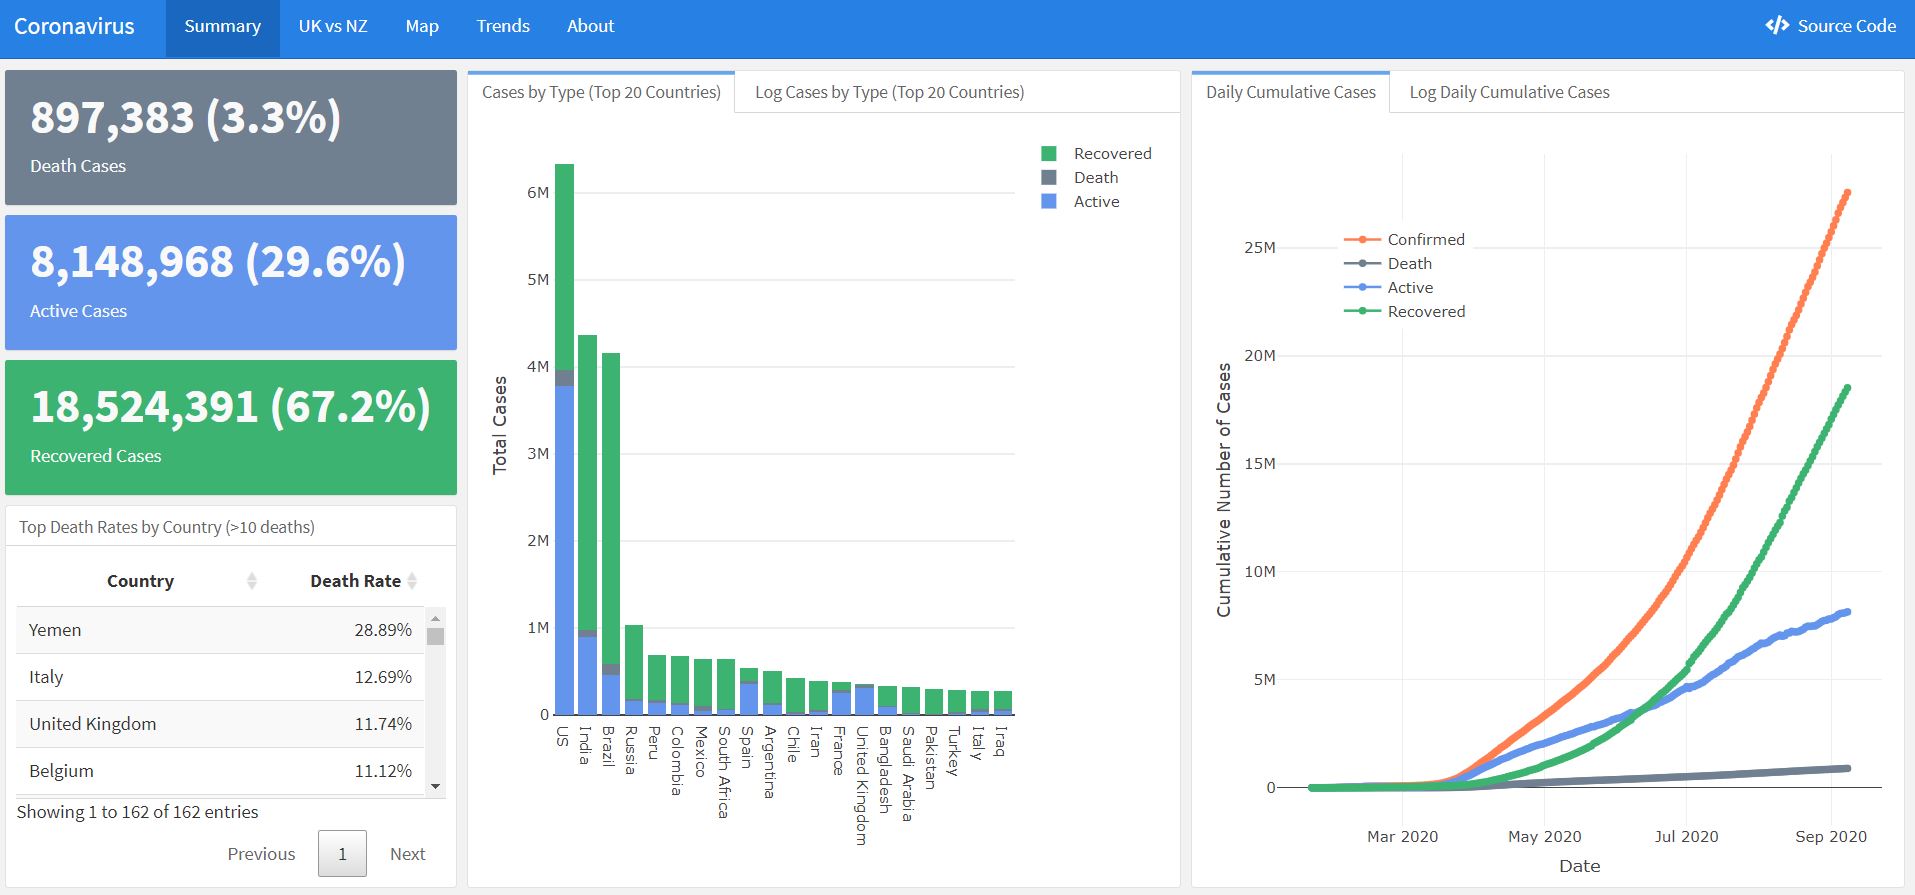 Coronavirus Summary UK vs NZ Map Trends About Source Code
897,383 (3.3%)
Death Cases
8,148,968 (29.6%)
Active Cases
18,524,391 (67.2%)
Recovered Cases
Top Death Rates by Country (>10 deaths)
Country Death Rate
Yemen 28.89%
Italy 12.69%
United Kingdom 11.74%
Belgium 11.12%
Showing 1 to 162 of 162 entries
Previous 1 Next
Cases by Type (Top 20 Countries) Log Cases by Type (Top 20 Countries)
Recovered
Death
Active
Total Cases
6M
5M
4M
3M
2M
1M
0
US
India
Brazil
Russia
Peru
Colombia
Mexico
South Africa
Spain
Argentina
Chile
Iran
France
United Kingdom
Bangladesh
Saudi Arabia
Pakistan
Turkey
Italy
Iraq
Daily Cumulative Cases Log Daily Cumulative Cases
Confirmed
Death
Active
Recovered
Cumulative Number of Cases
25M
20M
15M
10M
5M
0
Mar 2020 May 2020 Jul 2020 Sep 2020
Date